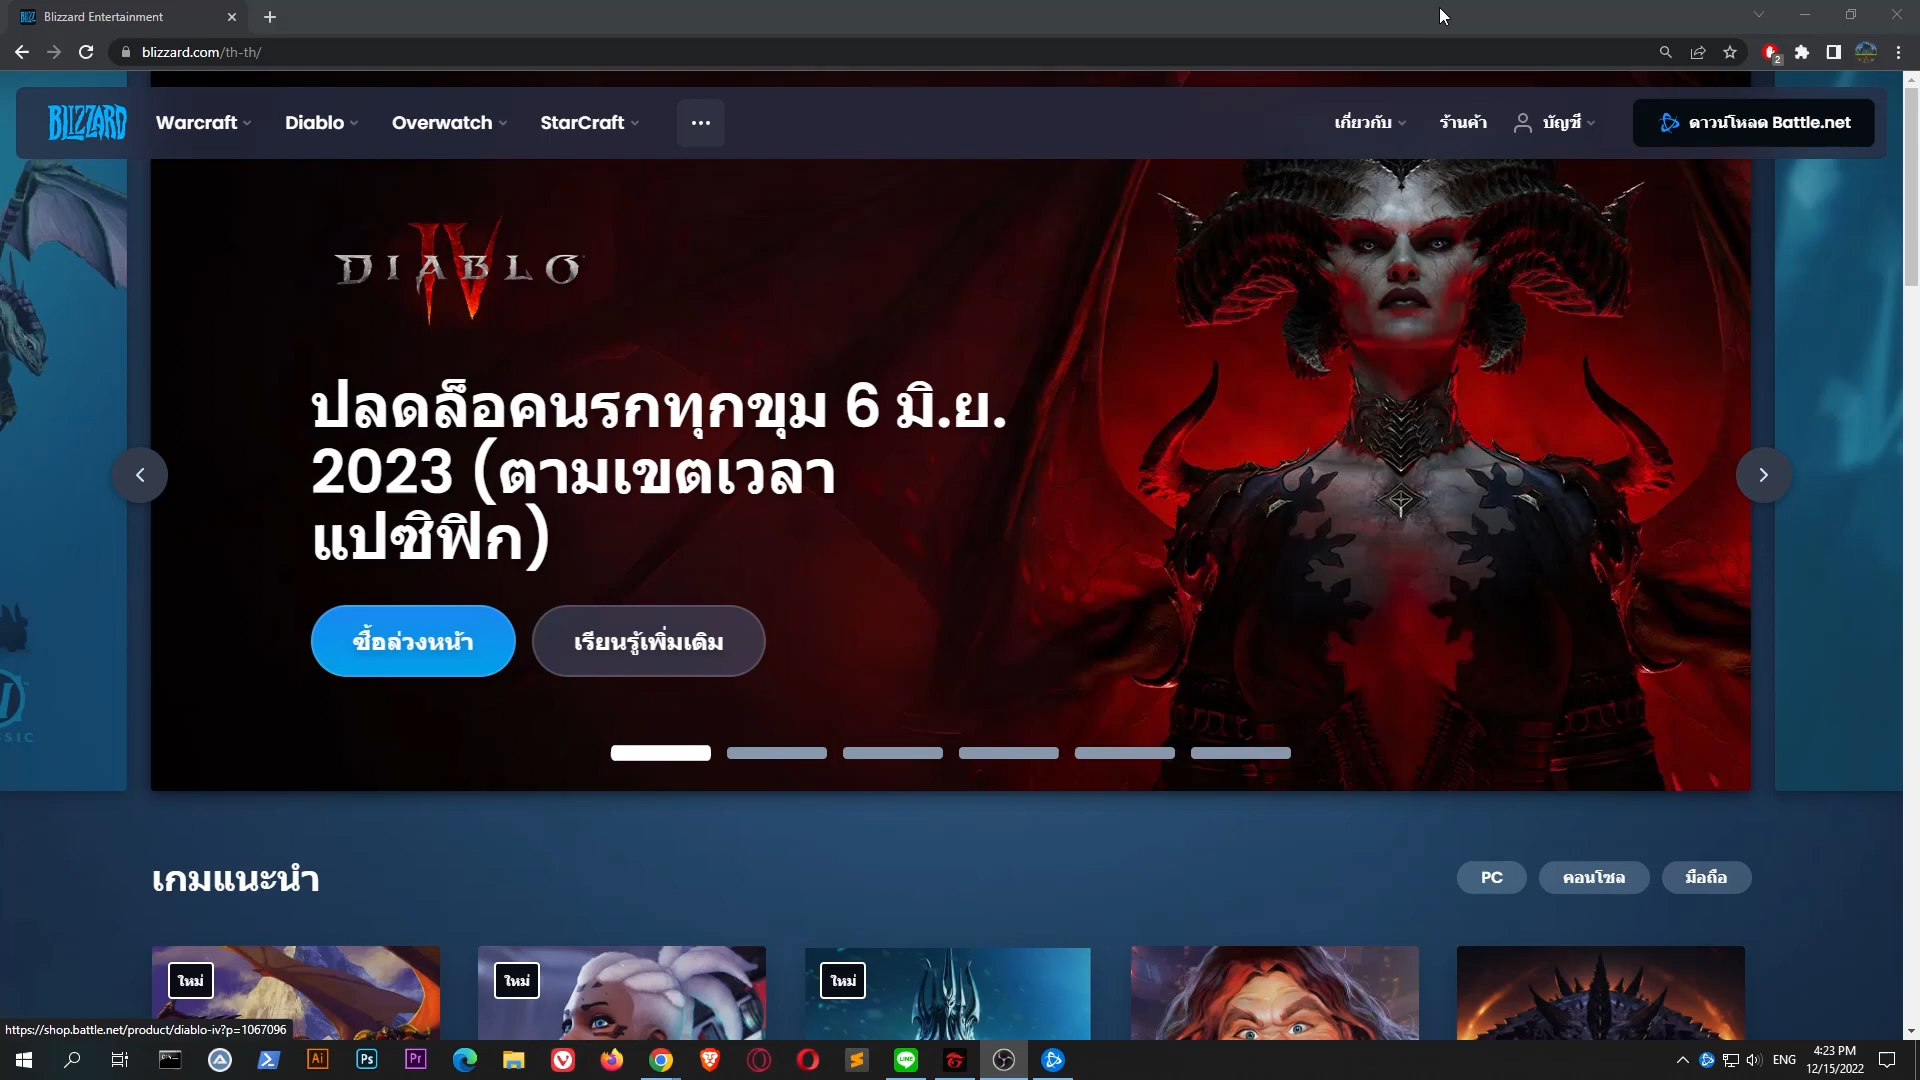 Blizzard Entertainment
blizzard.com/th-th/
2
BLIZZARD
Warcraft
Diablo
Overwatch
StarCraft
เกี่ยวกับ
ร้านค้า
บัญชี
ดาวน์โหลด Battle.net
DIABLO
IV
ปลดล็อคนรกทุกขุม 6 มิ.ย.
2023 (ตามเขตเวลา
แปซิฟิก)
ซื้อล่วงหน้า
เรียนรู้เพิ่มเติม
SSIC
เกมแนะนำ
PC
คอนโซล
มือถือ
ใหม่
ใหม่
ใหม่
https://shop.battle.net/product/diablo-iv?p=1067096
Ai
Ps
Pr
LINE
ENG
4:23 PM
12/15/2022